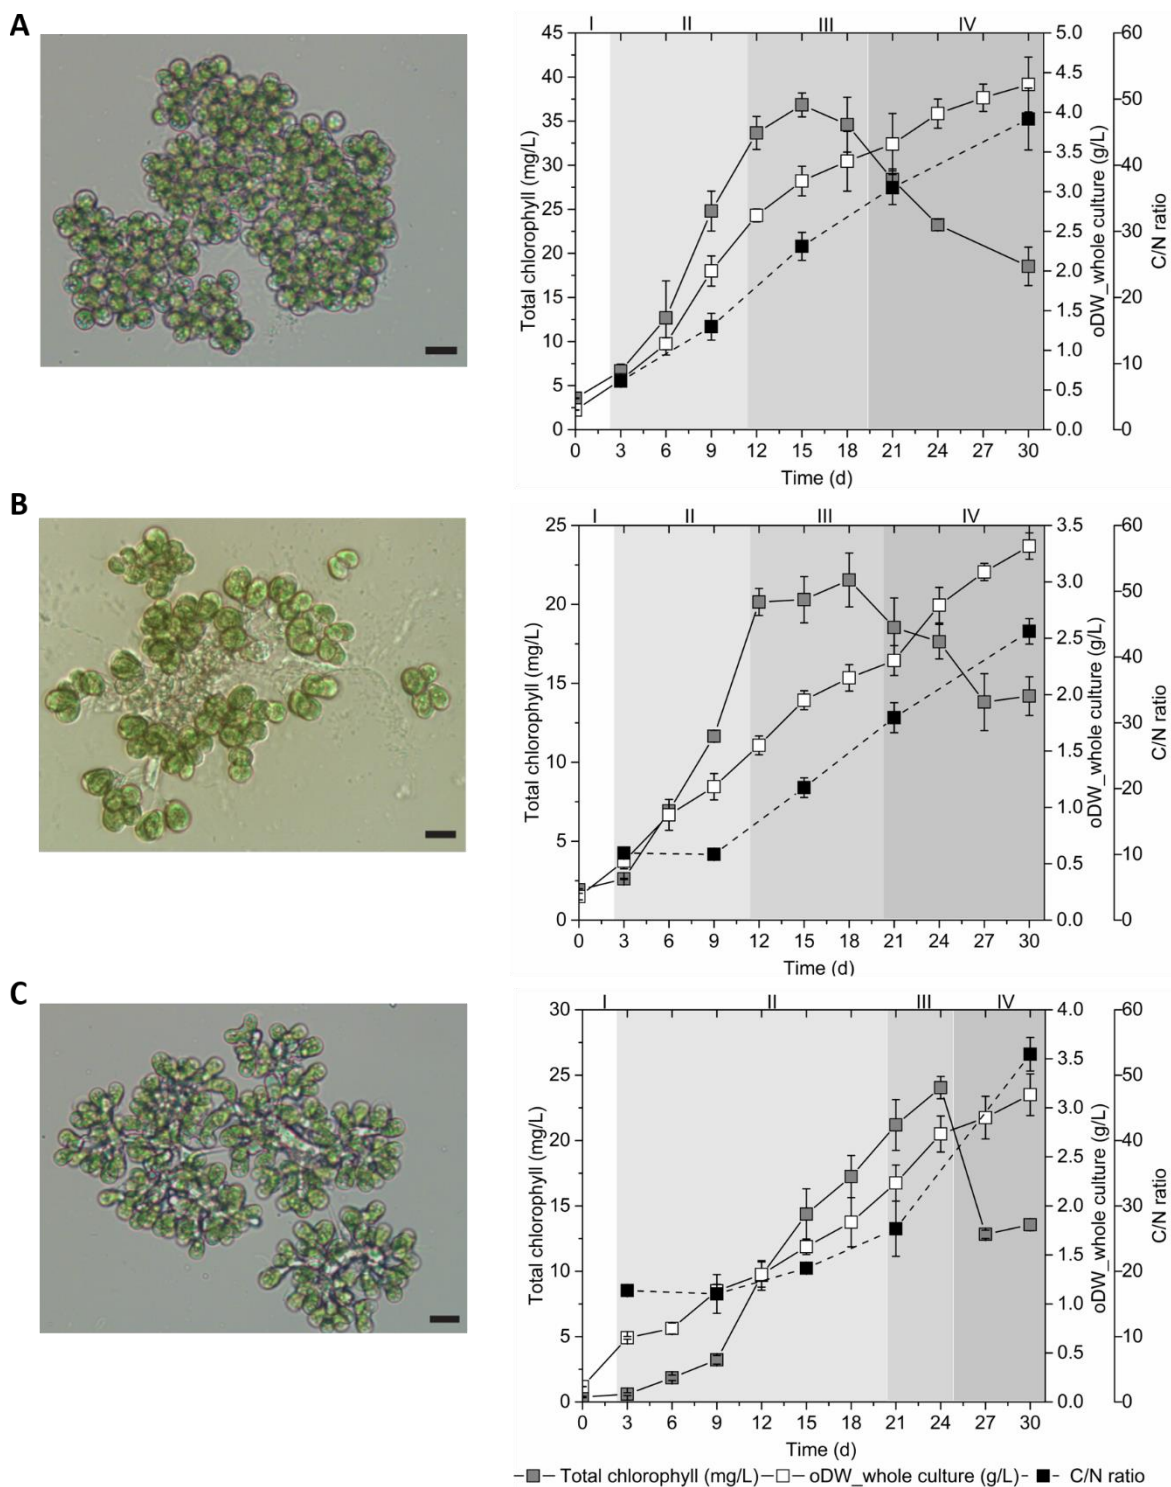 A
I II III IV
45 40 35 30 25 20 15 10 5 0
Total chlorophyll (mg/L)
5.0 4.5 4.0 3.5 3.0 2.5 2.0 1.5 1.0 0.5 0.0
oDW_whole culture (g/L)
60 50 40 30 20 10 0
C/N ratio
0 3 6 9 12 15 18 21 24 27 30
Time (d)
B
I II III IV
25 20 15 10 5 0
Total chlorophyll (mg/L)
3.5 3.0 2.5 2.0 1.5 1.0 0.5 0.0
oDW_whole culture (g/L)
60 50 40 30 20 10 0
C/N ratio
0 3 6 9 12 15 18 21 24 27 30
Time (d)
C
I II III IV
30 25 20 15 10 5 0
Total chlorophyll (mg/L)
4.0 3.5 3.0 2.5 2.0 1.5 1.0 0.5 0.0
oDW_whole culture (g/L)
60 50 40 30 20 10 0
C/N ratio
0 3 6 9 12 15 18 21 24 27 30
Time (d)
Total chlorophyll (mg/L) oDW_whole culture (g/L) C/N ratio